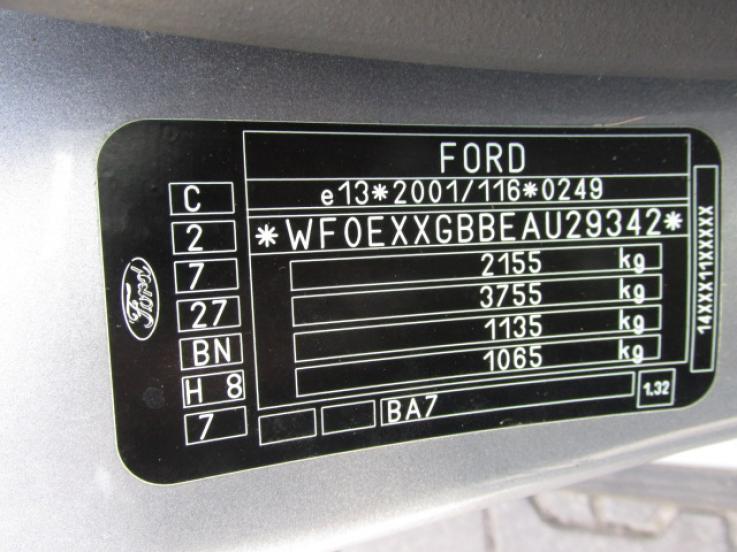 FORD
e13*2001/116*0249
*WF0EXXGBBEAU29342*
2155 kg
3755 kg
1135 kg
1065 kg
BA7
1.32
14XXX11XXXXX
C
2
7
27
BN
H 8
7
Ford